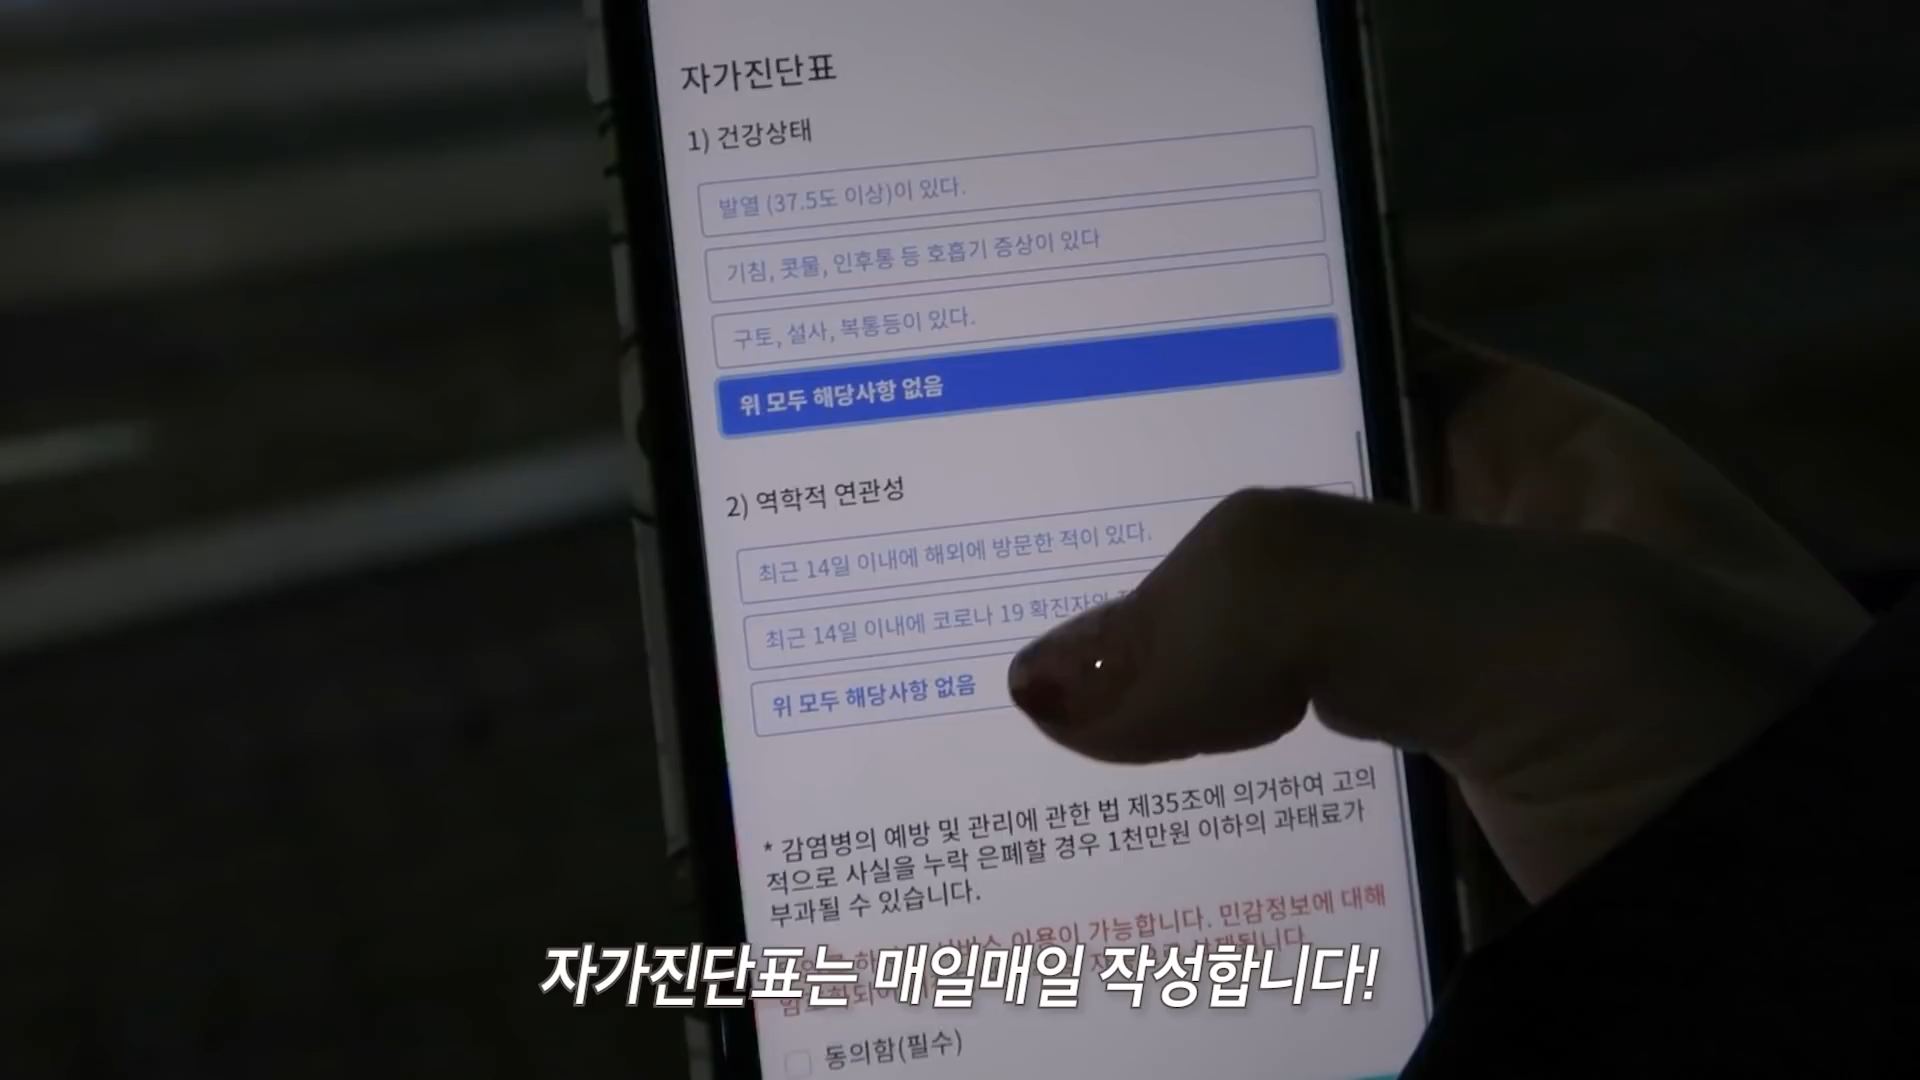 자가진단표
1) 건강상태
발열 (37.5도 이상)이 있다.
기침, 콧물, 인후통 등 호흡기 증상이 있다
구토, 설사, 복통등이 있다.
위 모두 해당사항 없음
2) 역학적 연관성
최근 14일 이내에 해외에 방문한 적이 있다.
최근 14일 이내에 코로나 19 확진자와
위 모두 해당사항 없음
* 감염병의 예방 및 관리에 관한 법 제35조에 의거하여 고의
적으로 사실을 누락 은폐할 경우 1천만원 이하의 과태료가
부과될 수 있습니다.
이용이 가능합니다. 민감정보에 대해
자가진단표는 매일매일 작성합니다!
동의함(필수)